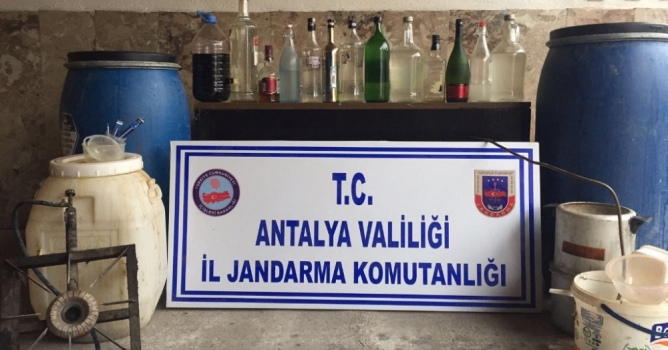 T.C.
ANTALYA VALİLİĞİ
İL JANDARMA KOMUTANLIĞI